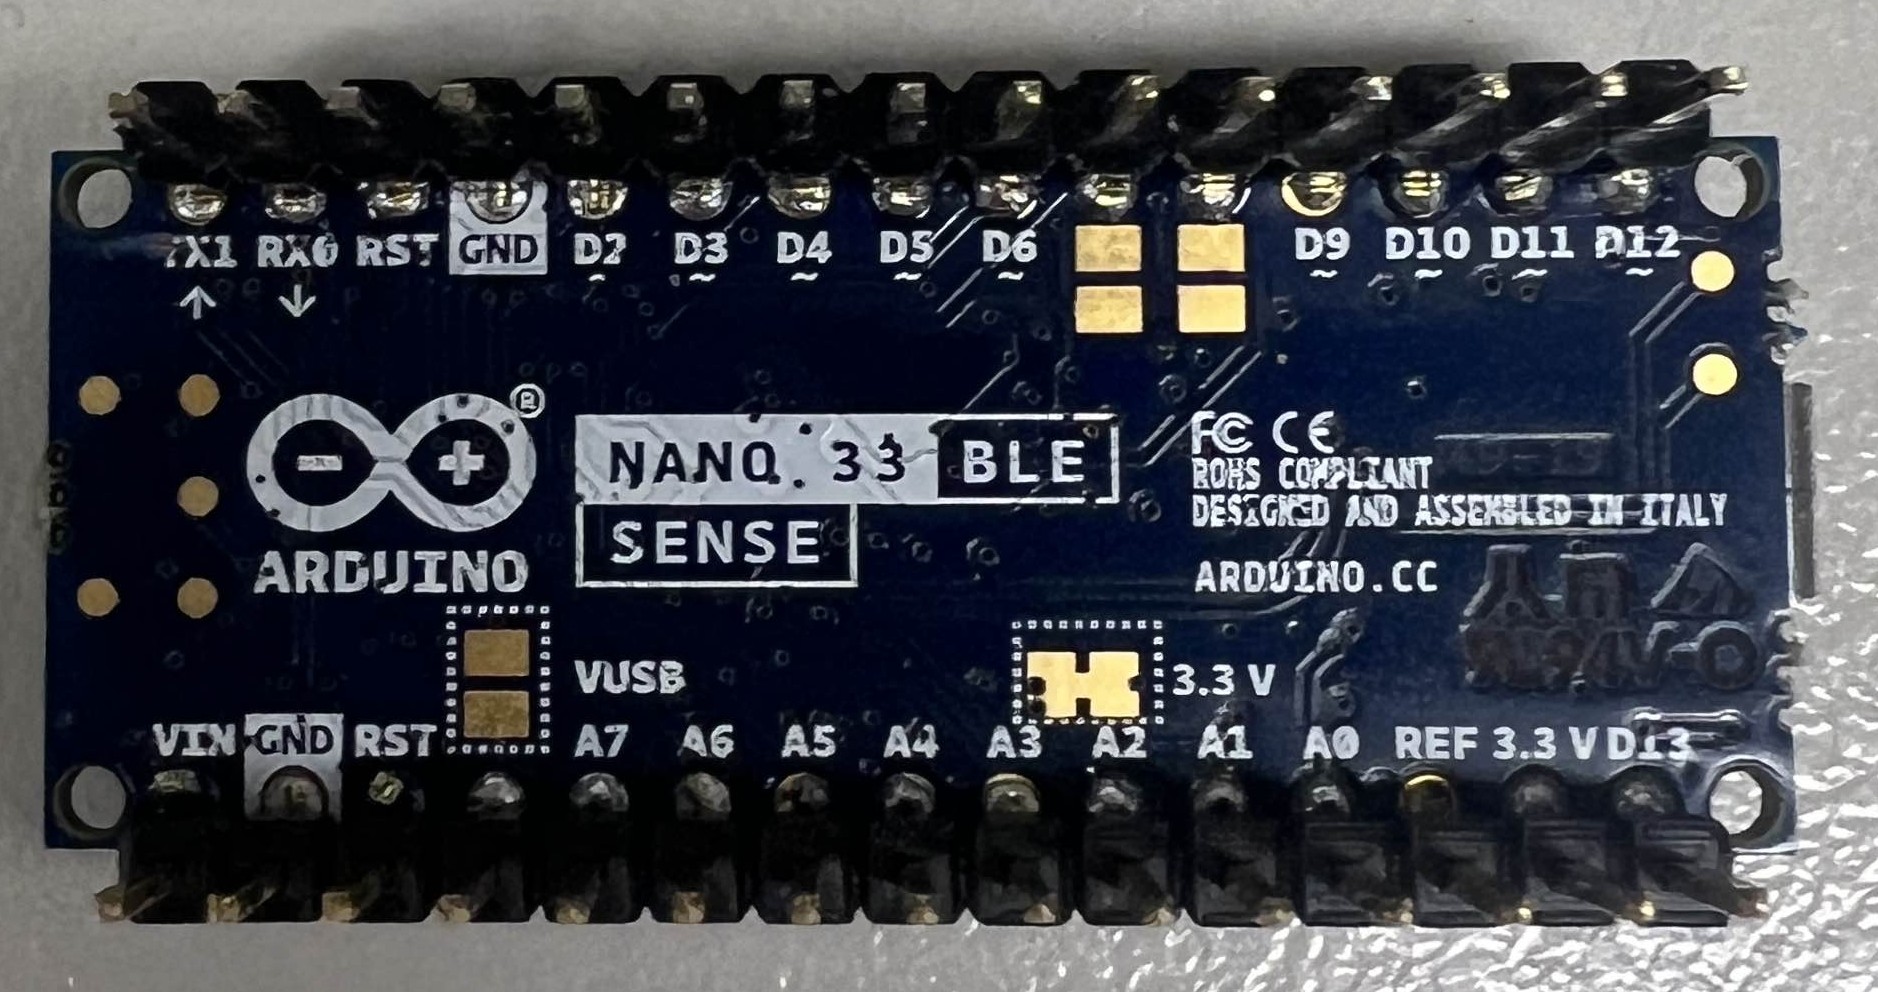 TX1 RX0 RST GND D2 D3 D4 D5 D6 D9 D10 D11 D12
~ ~ ~ ~ ~ ~ ~ ~ ~
↑ ↓
®
NANO 33 BLE
SENSE
ARDUINO
FC CE
ROHS COMPLIANT
DESIGNED AND ASSEMBLED IN ITALY
ARDUINO.CC
94V-0
VUSB
3.3 V
VIN GND RST A7 A6 A5 A4 A3 A2 A1 A0 REF 3.3 V D13